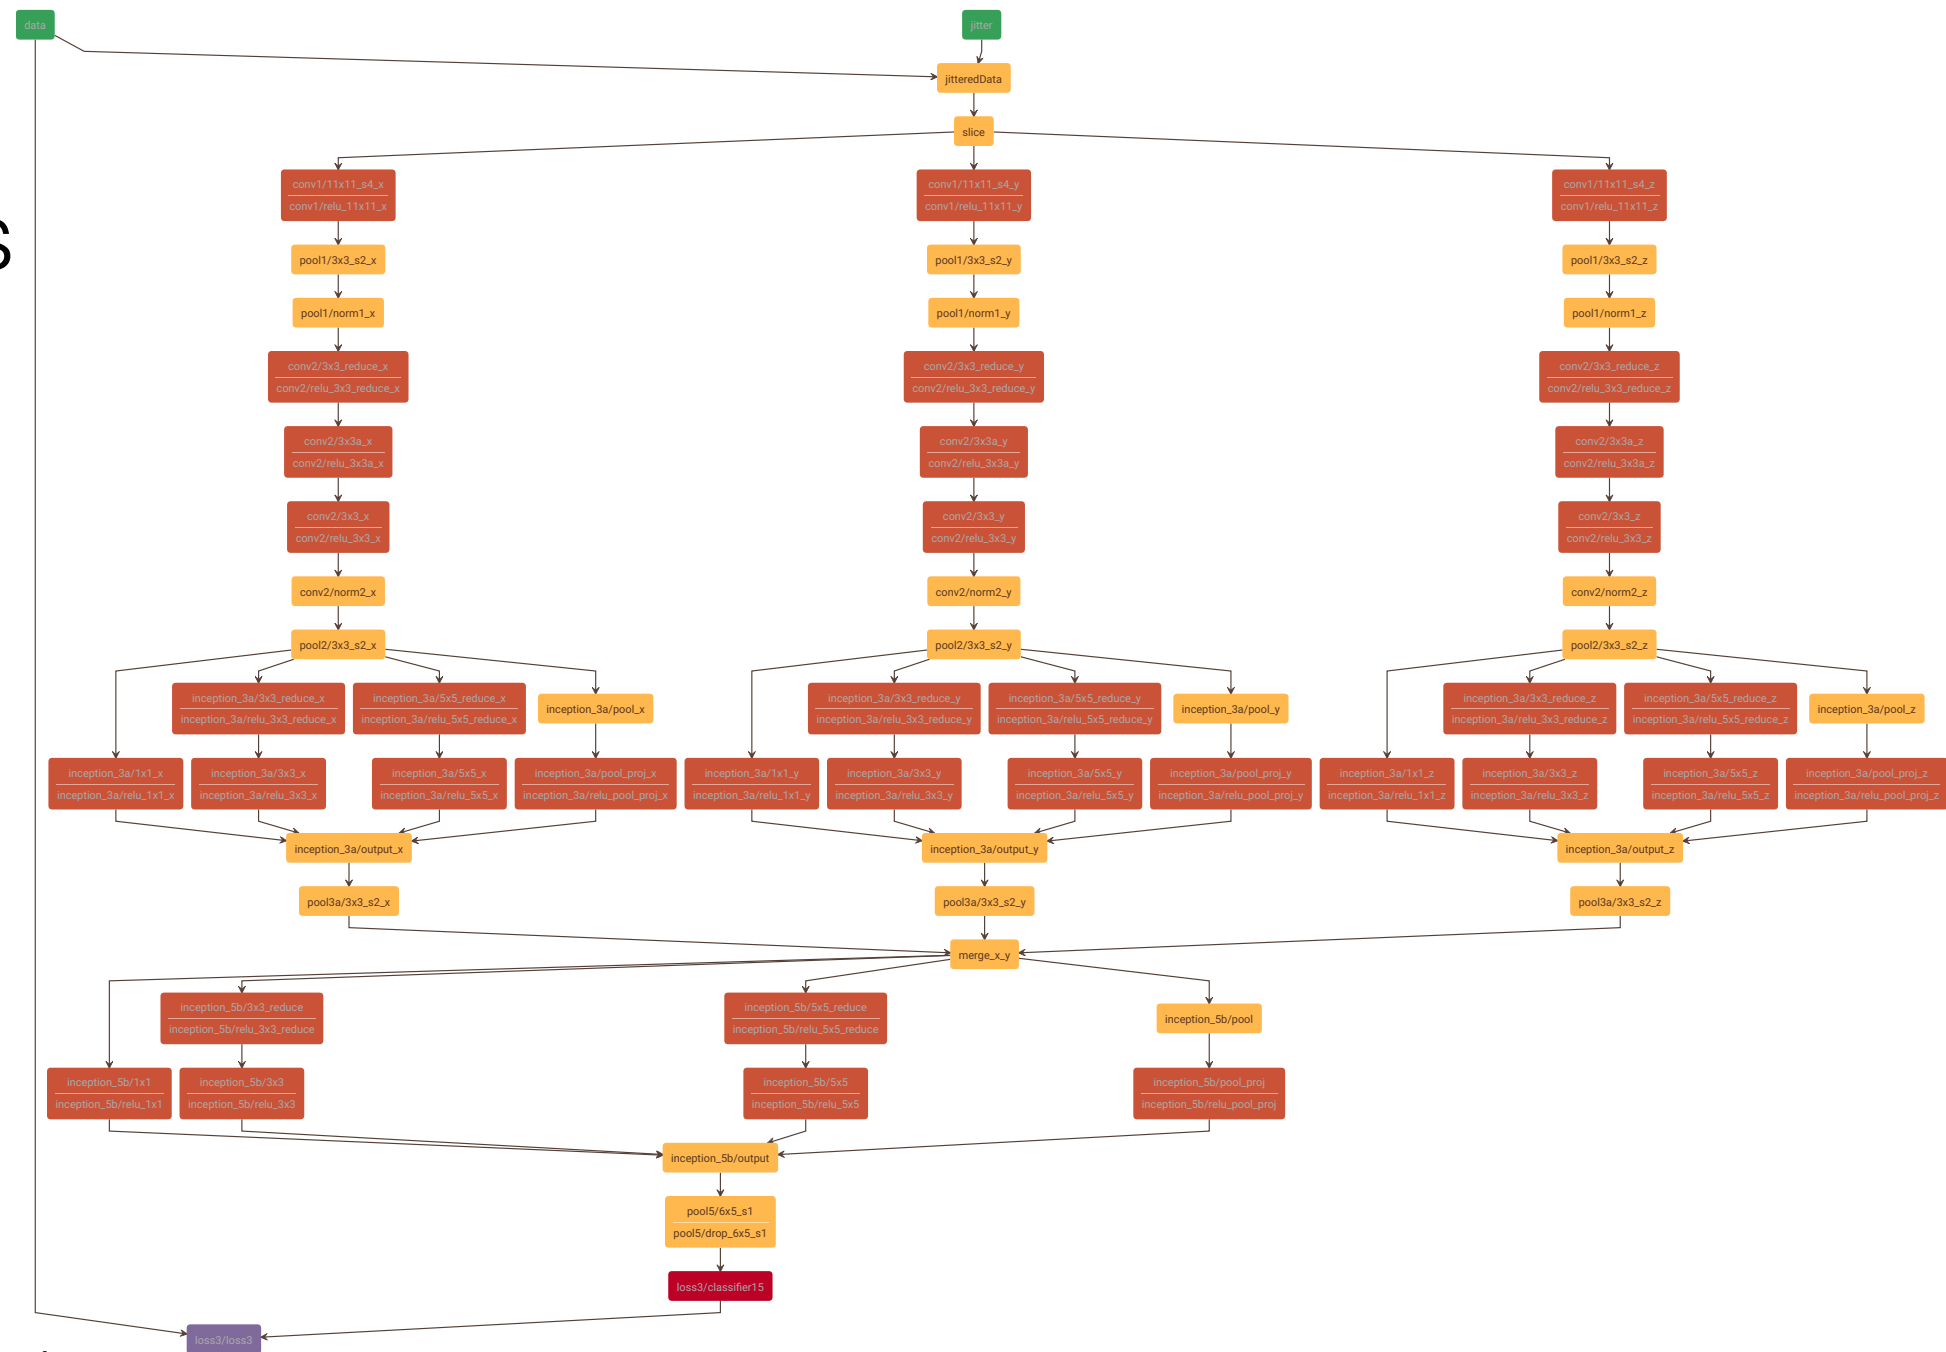 data
jitter
jitteredData
slice
conv1/11x11_s4_x
conv1/relu_11x11_x
conv1/11x11_s4_y
conv1/relu_11x11_y
conv1/11x11_s4_z
conv1/relu_11x11_z
s
pool1/3x3_s2_x
pool1/3x3_s2_y
pool1/3x3_s2_z
pool1/norm1_x
pool1/norm1_y
pool1/norm1_z
conv2/3x3_reduce_x
conv2/relu_3x3_reduce_x
conv2/3x3_reduce_y
conv2/relu_3x3_reduce_y
conv2/3x3_reduce_z
conv2/relu_3x3_reduce_z
conv2/3x3a_x
conv2/relu_3x3a_x
conv2/3x3a_y
conv2/relu_3x3a_y
conv2/3x3a_z
conv2/relu_3x3a_z
conv2/3x3_x
conv2/relu_3x3_x
conv2/3x3_y
conv2/relu_3x3_y
conv2/3x3_z
conv2/relu_3x3_z
conv2/norm2_x
conv2/norm2_y
conv2/norm2_z
pool2/3x3_s2_x
pool2/3x3_s2_y
pool2/3x3_s2_z
inception_3a/3x3_reduce_x
inception_3a/relu_3x3_reduce_x
inception_3a/5x5_reduce_x
inception_3a/relu_5x5_reduce_x
inception_3a/pool_x
inception_3a/3x3_reduce_y
inception_3a/relu_3x3_reduce_y
inception_3a/5x5_reduce_y
inception_3a/relu_5x5_reduce_y
inception_3a/pool_y
inception_3a/3x3_reduce_z
inception_3a/relu_3x3_reduce_z
inception_3a/5x5_reduce_z
inception_3a/relu_5x5_reduce_z
inception_3a/pool_z
inception_3a/1x1_x
inception_3a/relu_1x1_x
inception_3a/3x3_x
inception_3a/relu_3x3_x
inception_3a/5x5_x
inception_3a/relu_5x5_x
inception_3a/pool_proj_x
inception_3a/relu_pool_proj_x
inception_3a/1x1_y
inception_3a/relu_1x1_y
inception_3a/3x3_y
inception_3a/relu_3x3_y
inception_3a/5x5_y
inception_3a/relu_5x5_y
inception_3a/pool_proj_y
inception_3a/relu_pool_proj_y
inception_3a/1x1_z
inception_3a/relu_1x1_z
inception_3a/3x3_z
inception_3a/relu_3x3_z
inception_3a/5x5_z
inception_3a/relu_5x5_z
inception_3a/pool_proj_z
inception_3a/relu_pool_proj_z
inception_3a/output_x
inception_3a/output_y
inception_3a/output_z
pool3a/3x3_s2_x
pool3a/3x3_s2_y
pool3a/3x3_s2_z
merge_x_y
inception_5b/3x3_reduce
inception_5b/relu_3x3_reduce
inception_5b/5x5_reduce
inception_5b/relu_5x5_reduce
inception_5b/pool
inception_5b/1x1
inception_5b/relu_1x1
inception_5b/3x3
inception_5b/relu_3x3
inception_5b/5x5
inception_5b/relu_5x5
inception_5b/pool_proj
inception_5b/relu_pool_proj
inception_5b/output
pool5/6x5_s1
pool5/drop_6x5_s1
loss3/classifier15
loss3/loss3